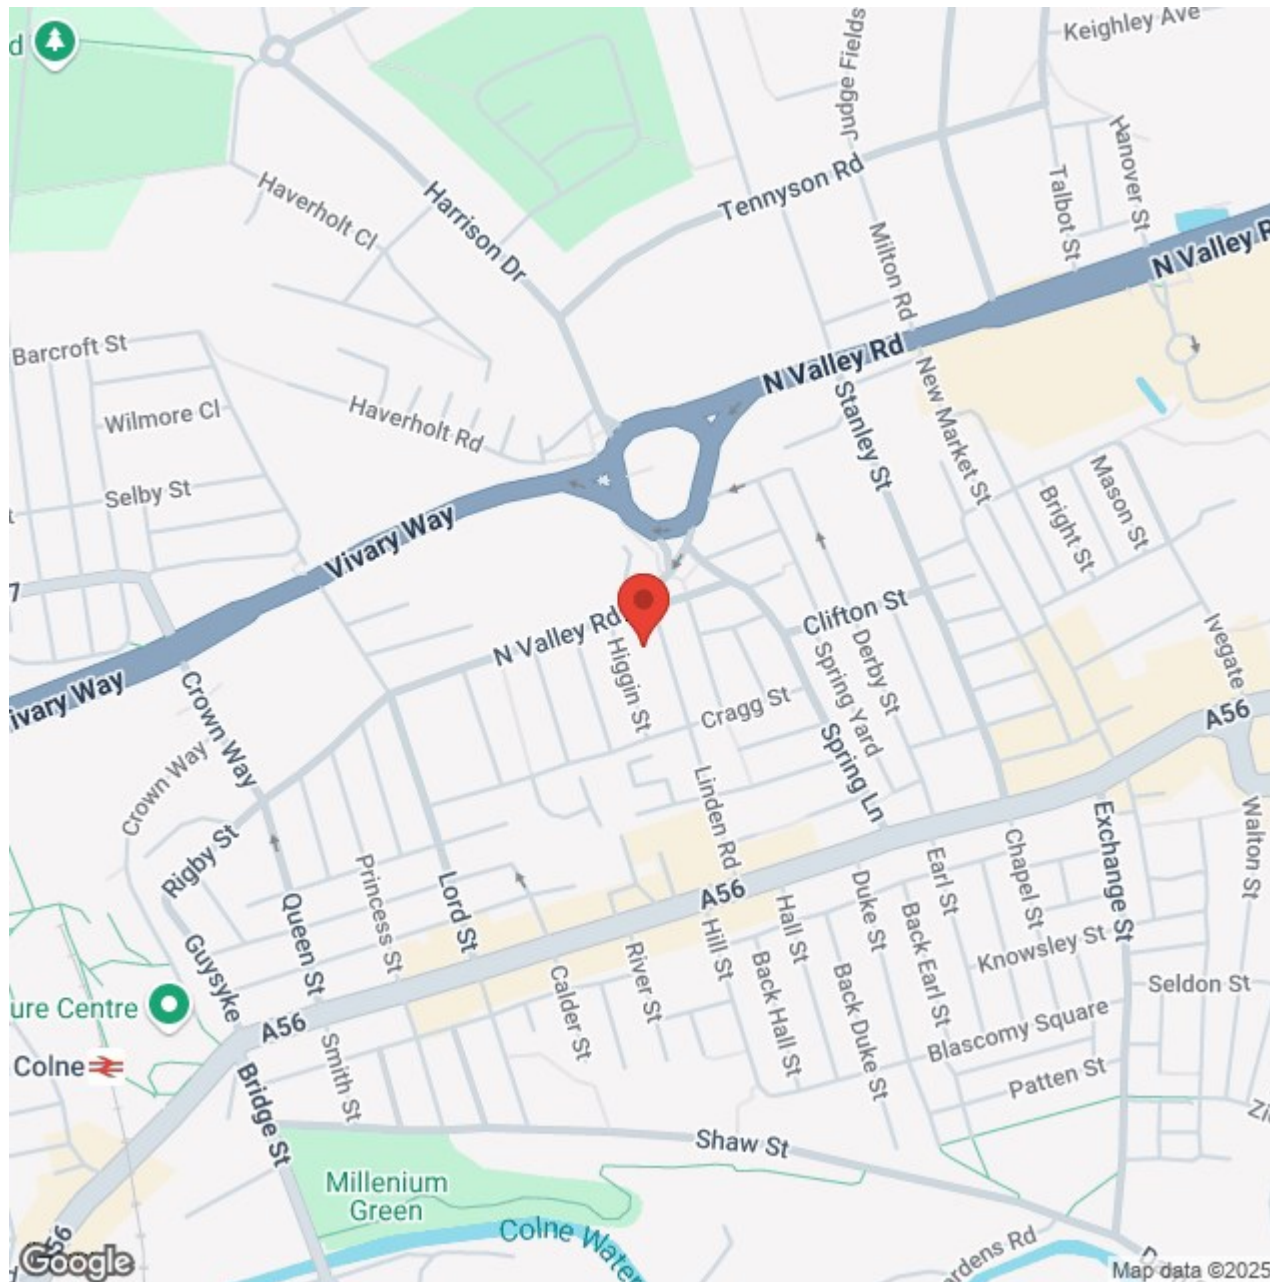 d
Keighley Ave
Judge Fields
Hanover St
Talbot St
Tennyson Rd
Haverholt Cl
Harrison Dr
Milton Rd
N Valley R
Barcroft St
N Valley Rd
Wilmore Cl
Haverholt Rd
Stanley St
New Market St
Mason St
Bright St
Selby St
Vivary Way
7
Clifton St
Ivegate
N Valley Rd
Higgin St
Derby St
Spring Yard
ivary Way
Crown Way
Cragg St
A56
Crown Way
Spring Ln
Linden Rd
Exchange St
Walton St
Rigby St
Princess St
Lord St
Earl St
Chapel St
A56
Queen St
Hall St
Duke St
Back Earl St
Guysyke
Hill St
River St
Knowsley St
Back Hall St
Back Duke St
Calder St
Seldon St
ure Centre
A56
Blascomy Square
Smith St
Colne
Patten St
Bridge St
Zi
Shaw St
Millenium
Green
Colne Water
ardens Rd
A56
Google
Map data ©2025